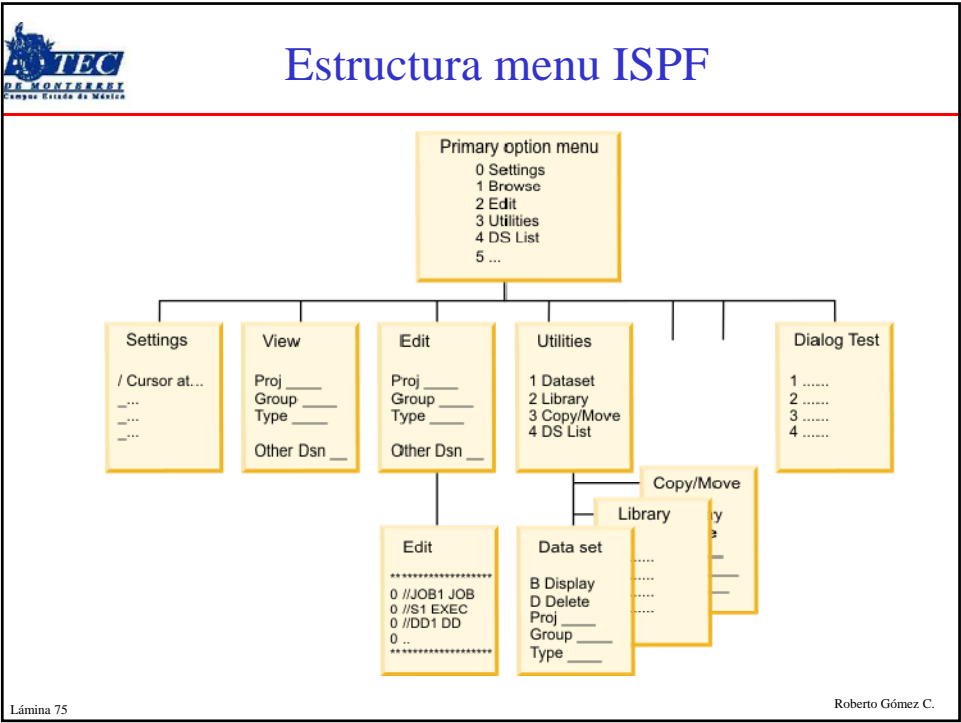 TEC
DE MONTERREY
Campus Estado de México
Estructura menu ISPF
Primary option menu
0 Settings
1 Browse
2 Edit
3 Utilities
4 DS List
5 ...
Settings
/ Cursor at...
_...
_...
_...
View
Proj ____
Group ____
Type ____
Other Dsn __
Edit
Proj ____
Group ____
Type ____
Other Dsn __
Utilities
1 Dataset
2 Library
3 Copy/Move
4 DS List
Dialog Test
1 ......
2 ......
3 ......
4 ......
Edit
*******************
0 //JOB1 JOB
0 //S1 EXEC
0 //DD1 DD
0 ..
*******************
Data set
B Display
D Delete
Proj ____
Group ____
Type ____
Library
......
......
......
......
Copy/Move
Lámina 75
Roberto Gómez C.